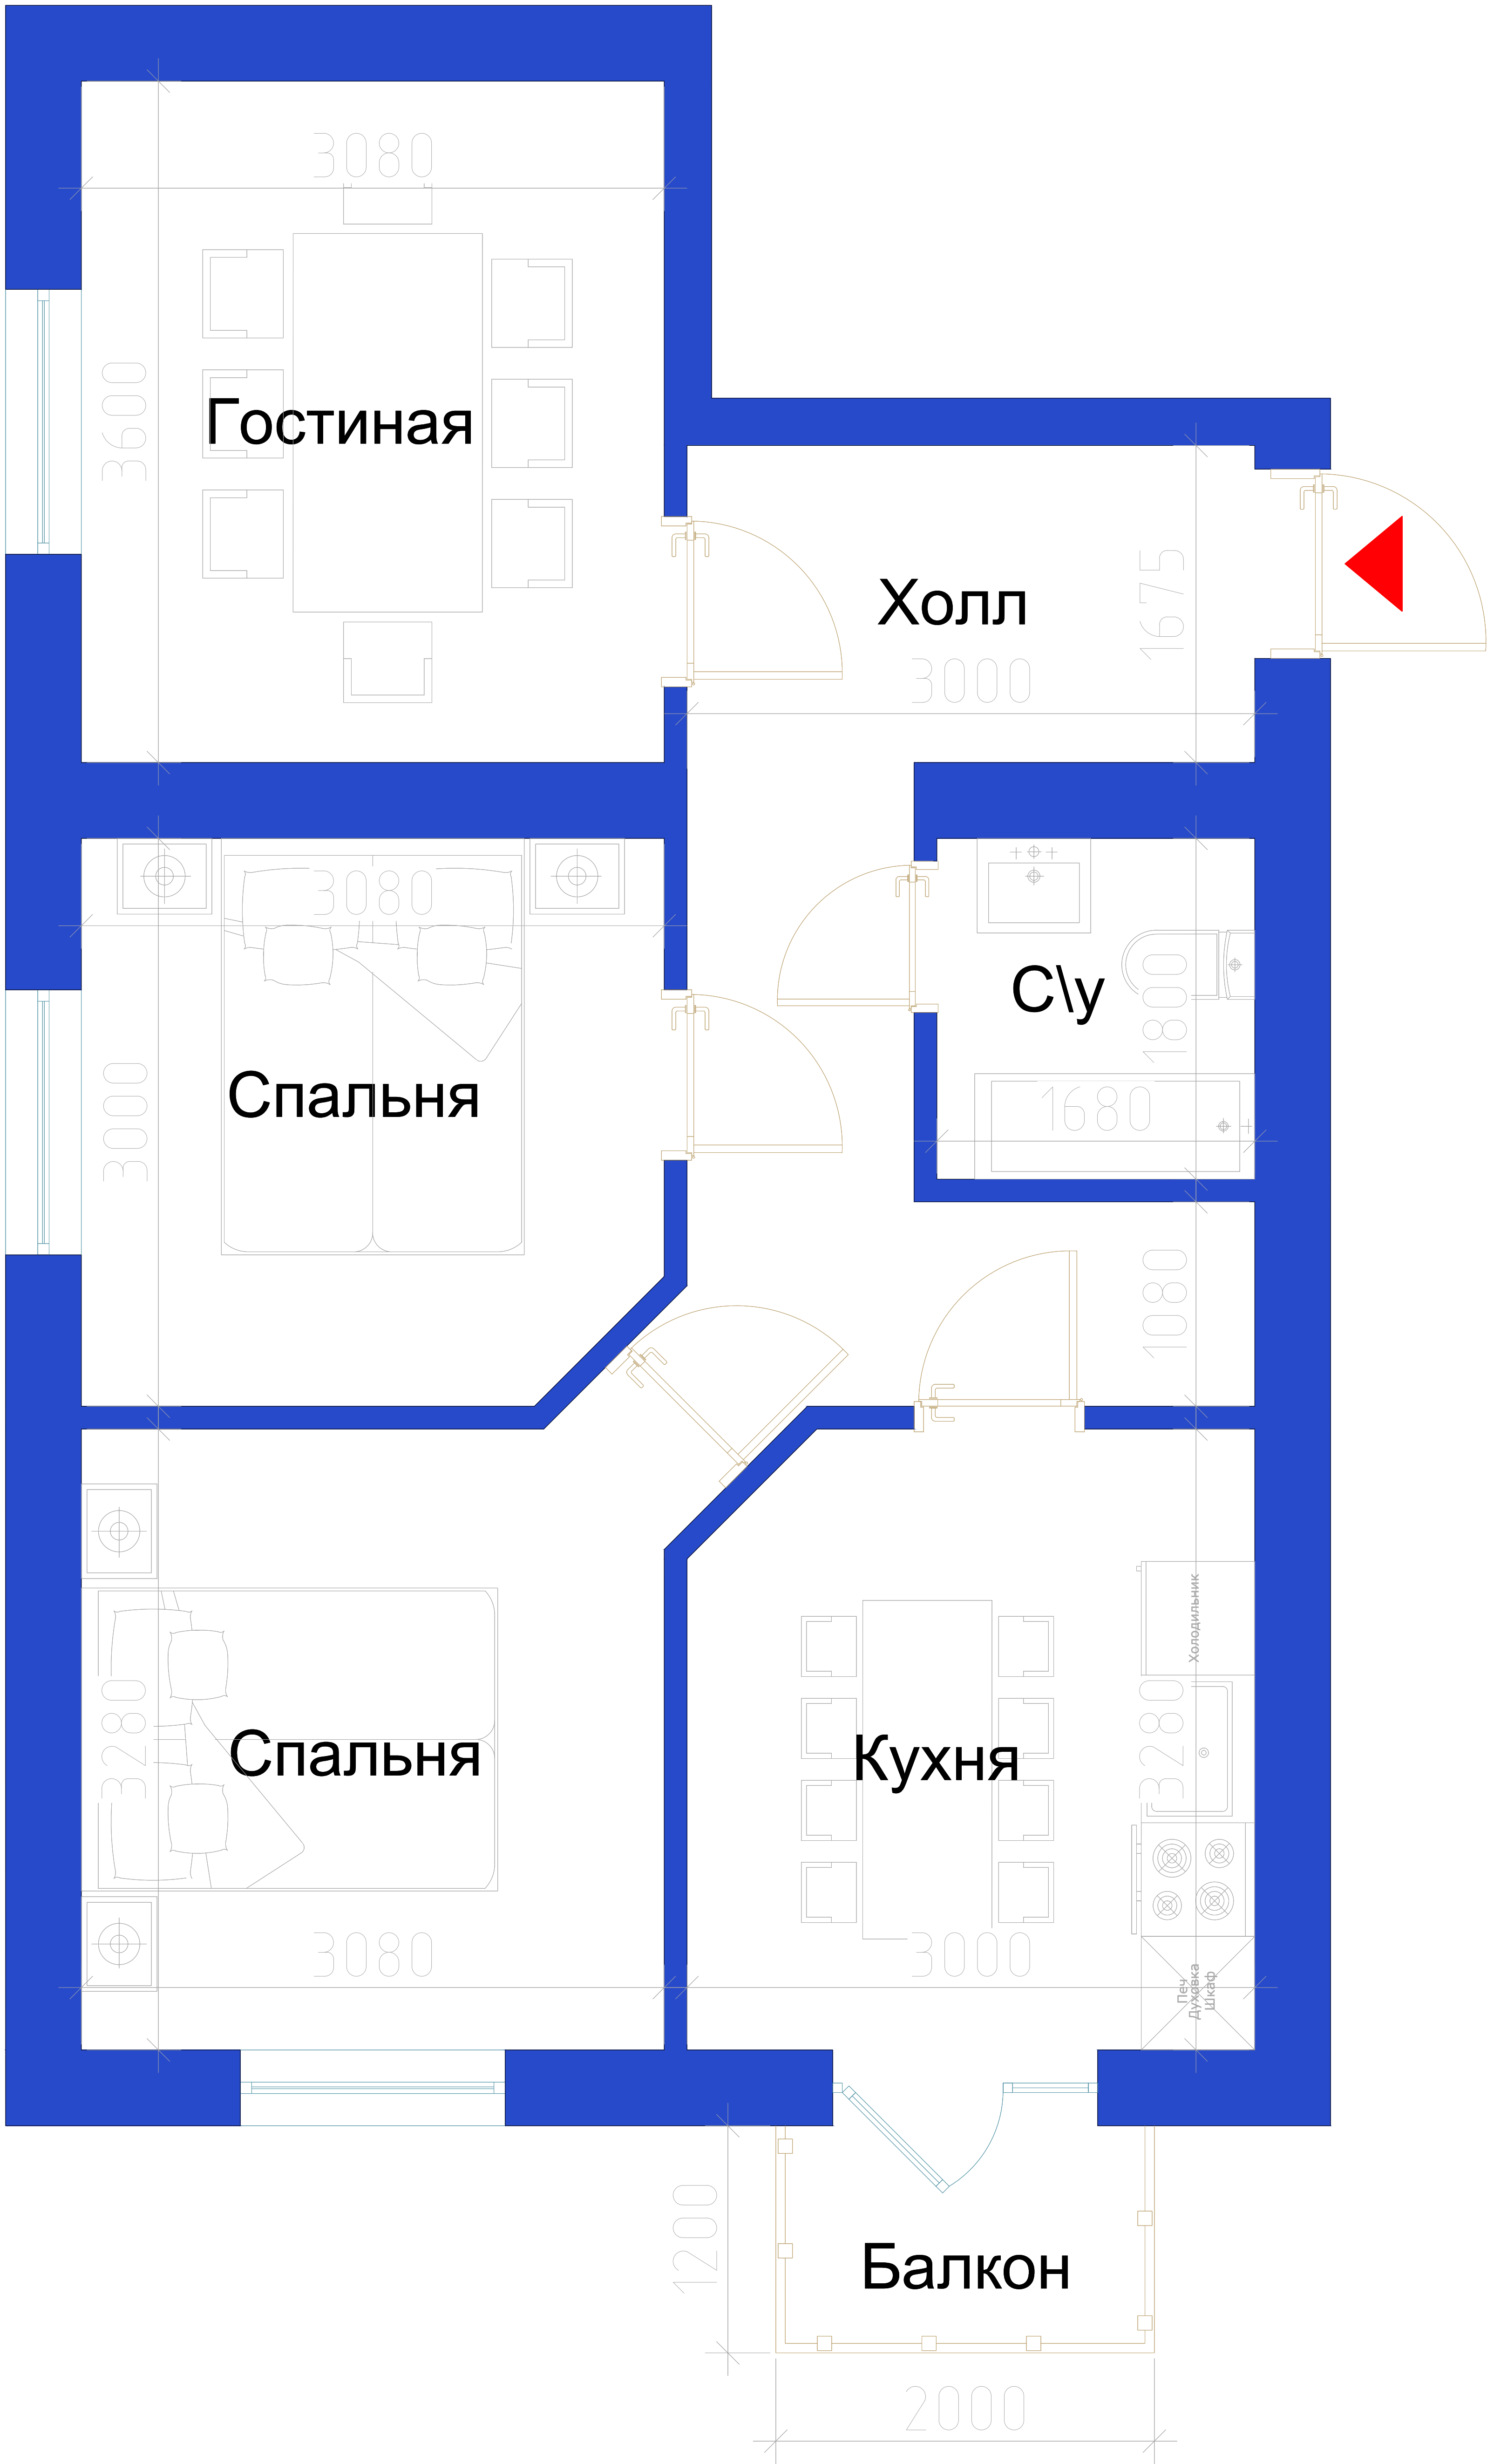 3080
3600
Гостиная
Холл
1675
3000
3080
С\у
1800
Спальня
3000
1680
1080
Холодильник
3280
Спальня
Кухня
3280
3080
3000
Печ
Духовка
Шкаф
1200
Балкон
2000